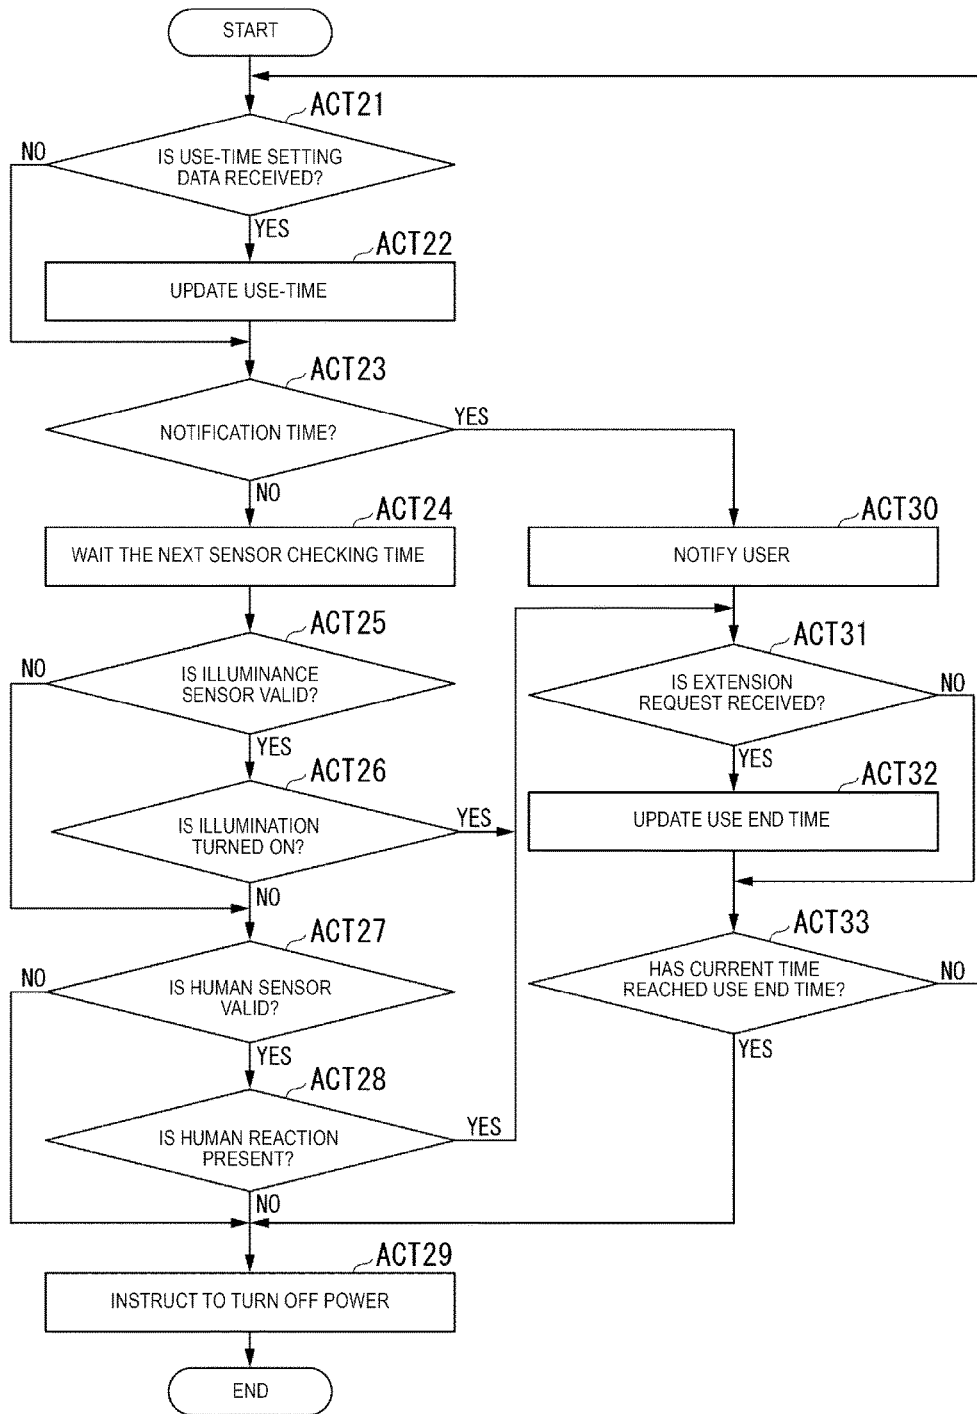 START
ACT21
NO
IS USE-TIME SETTING
DATA RECEIVED?
YES
ACT22
UPDATE USE-TIME
ACT23
NOTIFICATION TIME?
YES
NO
ACT24
WAIT THE NEXT SENSOR CHECKING TIME
ACT25
NO
IS ILLUMINANCE
SENSOR VALID?
YES
ACT26
IS ILLUMINATION
TURNED ON?
YES
NO
ACT27
NO
IS HUMAN SENSOR
VALID?
YES
ACT28
IS HUMAN REACTION
PRESENT?
YES
NO
ACT29
INSTRUCT TO TURN OFF POWER
END
ACT30
NOTIFY USER
ACT31
IS EXTENSION
REQUEST RECEIVED?
NO
YES
ACT32
UPDATE USE END TIME
ACT33
HAS CURRENT TIME
REACHED USE END TIME?
NO
YES